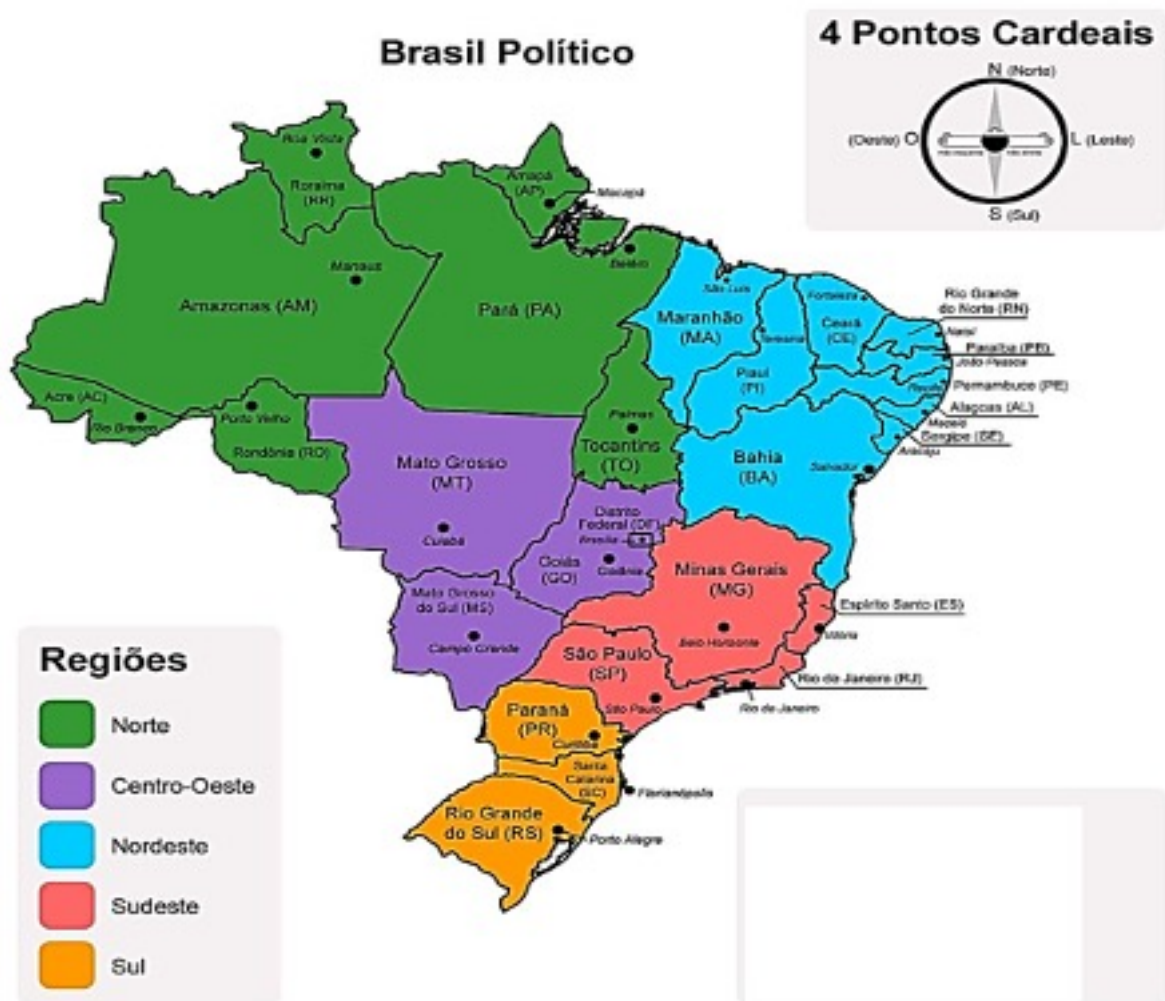 Brasil Político
4 Pontos Cardeais
N (Norte)
(Oeste) O
L (Leste)
S (Sul)
Boa Vista
Roraima
(RR)
Amapá
(AP)
Macapá
Manaus
Belém
Amazonas (AM)
Pará (PA)
São Luís
Maranhão
(MA)
Teresina
Fortaleza
Ceará
(CE)
Rio Grande
do Norte (RN)
Natal
Paraíba (PB)
João Pessoa
Piauí
(PI)
Recife
Pernambuco (PE)
Alagoas (AL)
Maceió
Sergipe (SE)
Aracaju
Acre (AC)
Rio Branco
Porto Velho
Rondônia (RO)
Palmas
Tocantins
(TO)
Bahia
(BA)
Salvador
Mato Grosso
(MT)
Cuiabá
Distrito
Federal (DF)
Brasília
Goiás
(GO)
Goiânia
Minas Gerais
(MG)
Belo Horizonte
Espírito Santo (ES)
Vitória
Mato Grosso
do Sul (MS)
Campo Grande
São Paulo
(SP)
São Paulo
Rio de Janeiro (RJ)
Rio de Janeiro
Paraná
(PR)
Curitiba
Santa
Catarina
(SC)
Florianópolis
Rio Grande
do Sul (RS)
Porto Alegre
Regiões
Norte
Centro-Oeste
Nordeste
Sudeste
Sul